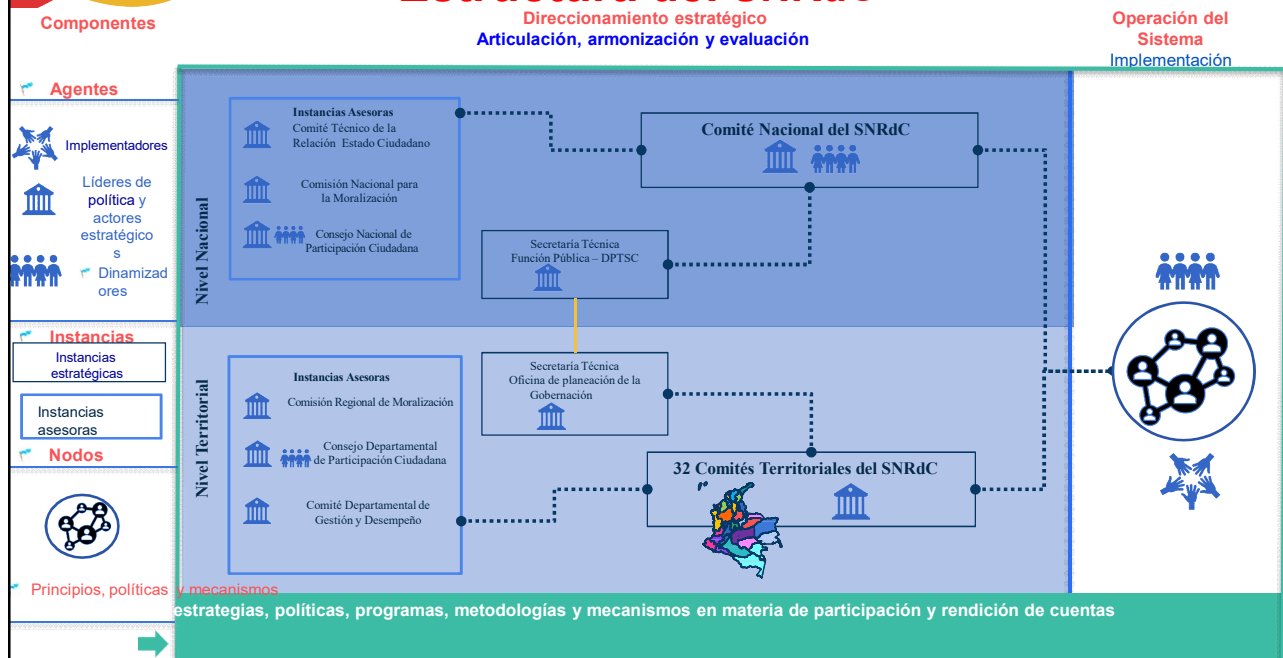 Estructura del SNRdC
Componentes
Direccionamiento estratégico
Articulación, armonización y evaluación
Operación del
Sistema
Implementación
Agentes
Implementadores
Líderes de
política y
actores
estratégico
s
Dinamizad
ores
Instancias
Instancias
estratégicas
Instancias
asesoras
Nodos
Principios, políticas y mecanismos
Nivel Nacional
Instancias Asesoras
Comité Técnico de la
Relación Estado Ciudadano
Comisión Nacional para
la Moralización
Consejo Nacional de
Participación Ciudadana
Comité Nacional del SNRdC
Secretaría Técnica
Función Pública – DPTSC
Nivel Territorial
Instancias Asesoras
Comisión Regional de Moralización
Consejo Departamental
de Participación Ciudadana
Comité Departamental de
Gestión y Desempeño
Secretaría Técnica
Oficina de planeación de la
Gobernación
32 Comités Territoriales del SNRdC
estrategias, políticas, programas, metodologías y mecanismos en materia de participación y rendición de cuentas